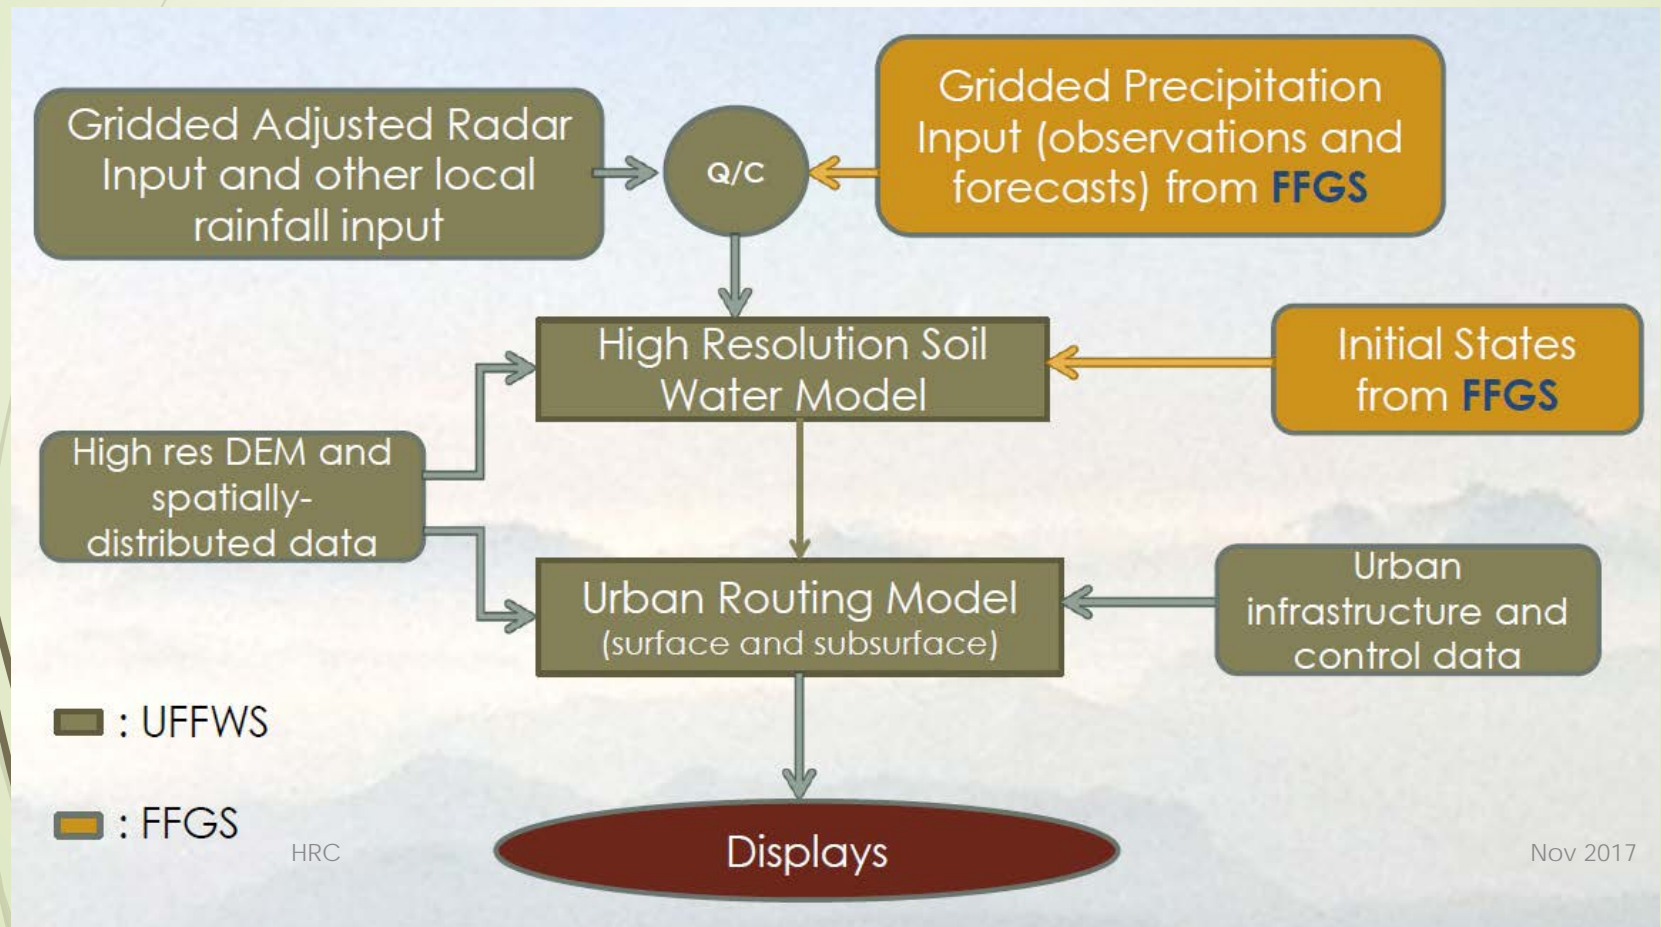 Gridded Adjusted Radar
Input and other local
rainfall input
Q/C
Gridded Precipitation
Input (observations and
forecasts) from FFGS
High Resolution Soil
Water Model
Initial States
from FFGS
High res DEM and
spatially-
distributed data
Urban Routing Model
(surface and subsurface)
Urban
infrastructure and
control data
: UFFWS
: FFGS
HRC
Displays
Nov 2017